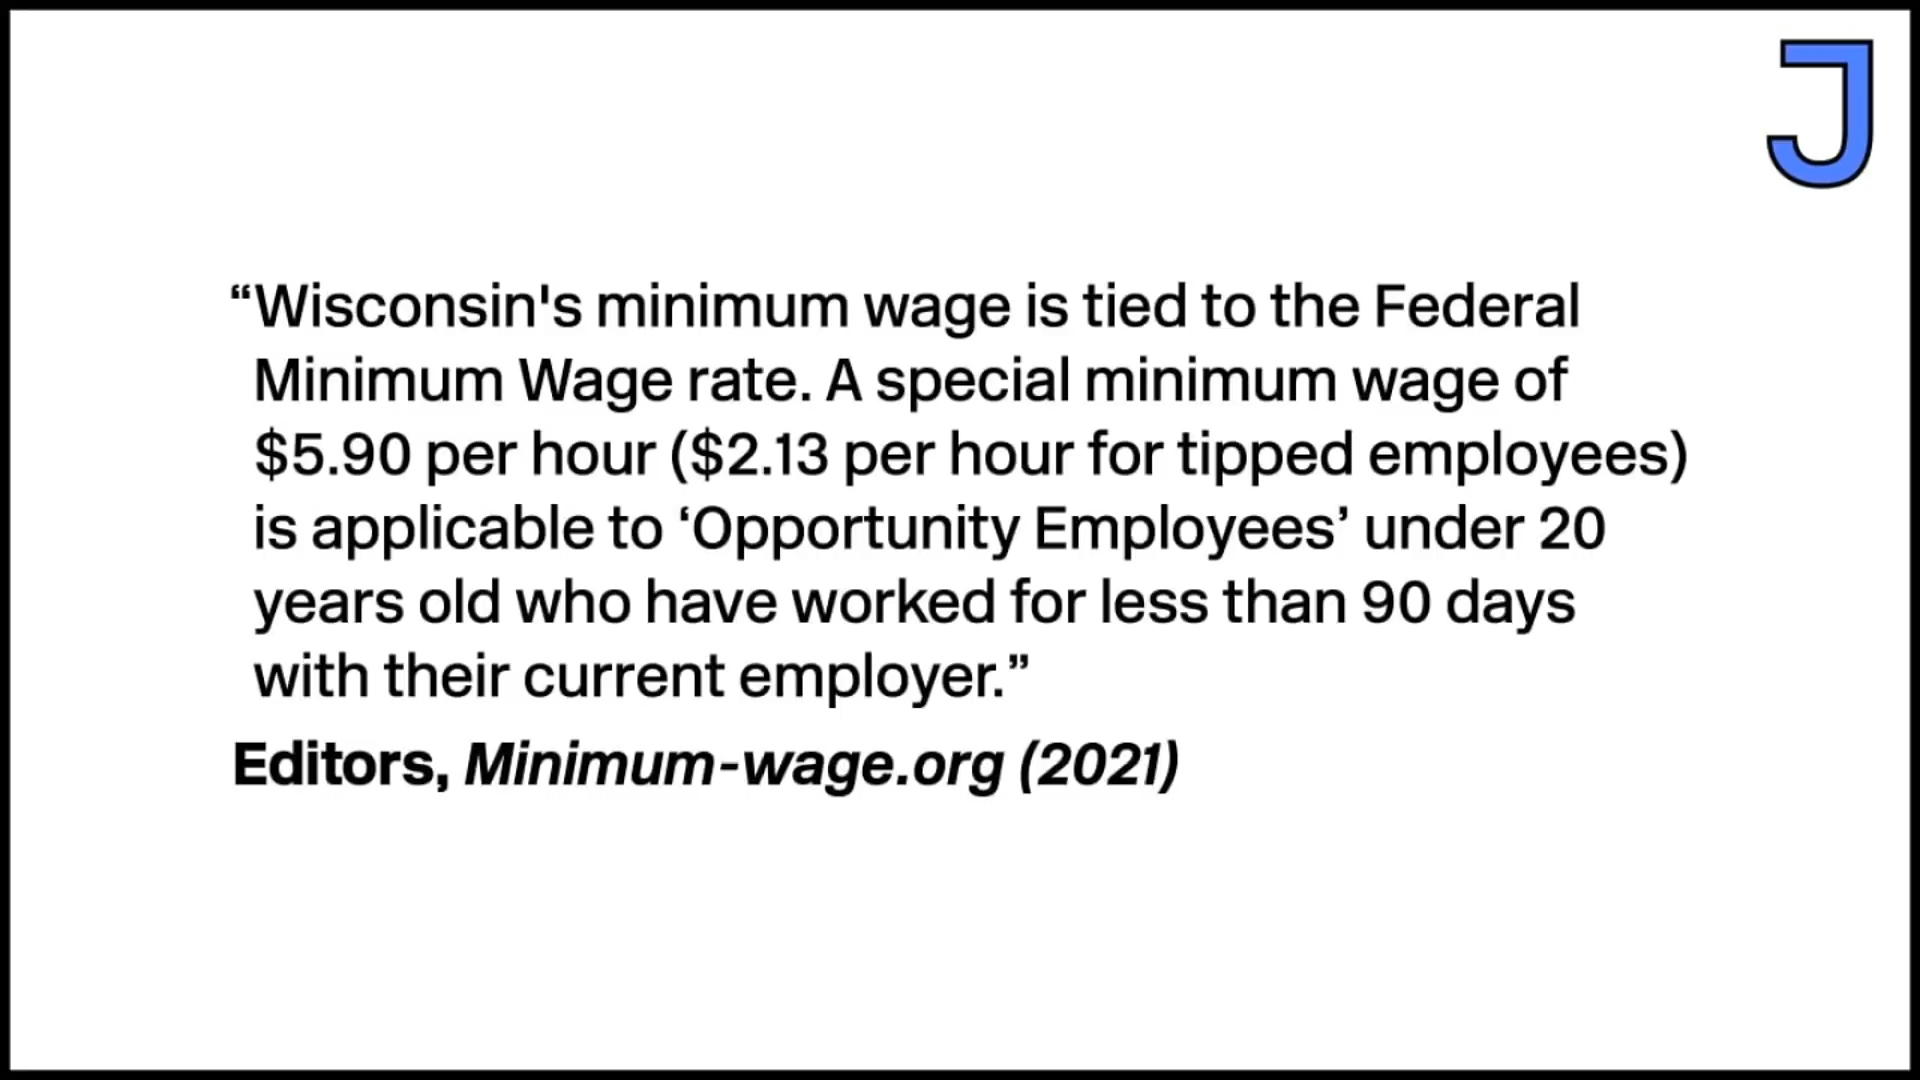 J
“Wisconsin's minimum wage is tied to the Federal
Minimum Wage rate. A special minimum wage of
$5.90 per hour ($2.13 per hour for tipped employees)
is applicable to ‘Opportunity Employees’ under 20
years old who have worked for less than 90 days
with their current employer.”
Editors, Minimum-wage.org (2021)